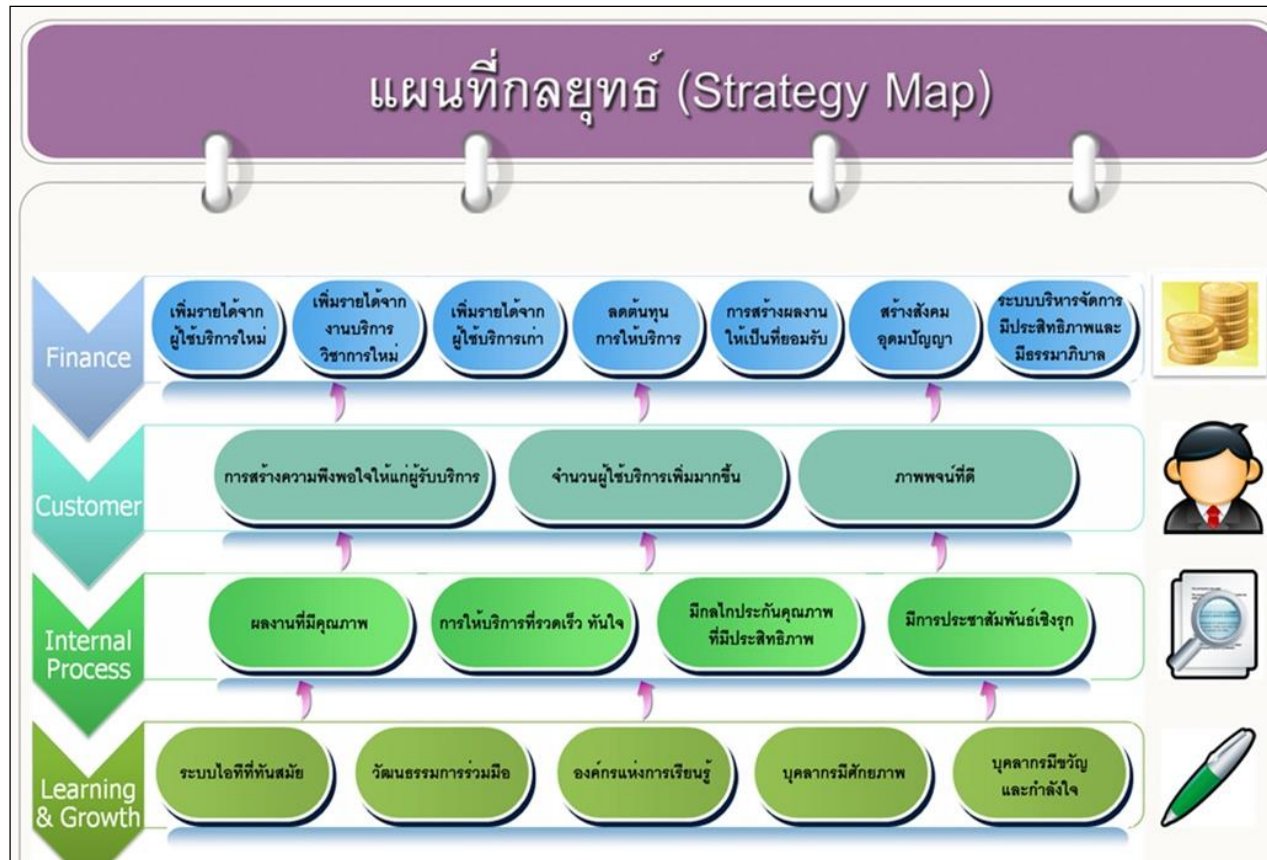 แผนที่กลยุทธ์ (Strategy Map)
Finance
เพิ่มรายได้จาก
ผู้ใช้บริการใหม่
เพิ่มรายได้จาก
งานบริการ
วิชาการใหม่
เพิ่มรายได้จาก
ผู้ใช้บริการเก่า
ลดต้นทุน
การให้บริการ
การสร้างผลงาน
ให้เป็นที่ยอมรับ
สร้างสังคม
อุดมปัญญา
ระบบบริหารจัดการ
มีประสิทธิภาพและ
มีธรรมาภิบาล
Customer
การสร้างความพึงพอใจให้แก่ผู้รับบริการ
จำนวนผู้ใช้บริการเพิ่มมากขึ้น
ภาพพจน์ที่ดี
Internal
Process
ผลงานที่มีคุณภาพ
การให้บริการที่รวดเร็ว ทันใจ
มีกลไกประกันคุณภาพ
ที่มีประสิทธิภาพ
มีการประชาสัมพันธ์เชิงรุก
Learning
& Growth
ระบบไอทีที่ทันสมัย
วัฒนธรรมการร่วมมือ
องค์กรแห่งการเรียนรู้
บุคลากรมีศักยภาพ
บุคลากรมีขวัญ
และกำลังใจ